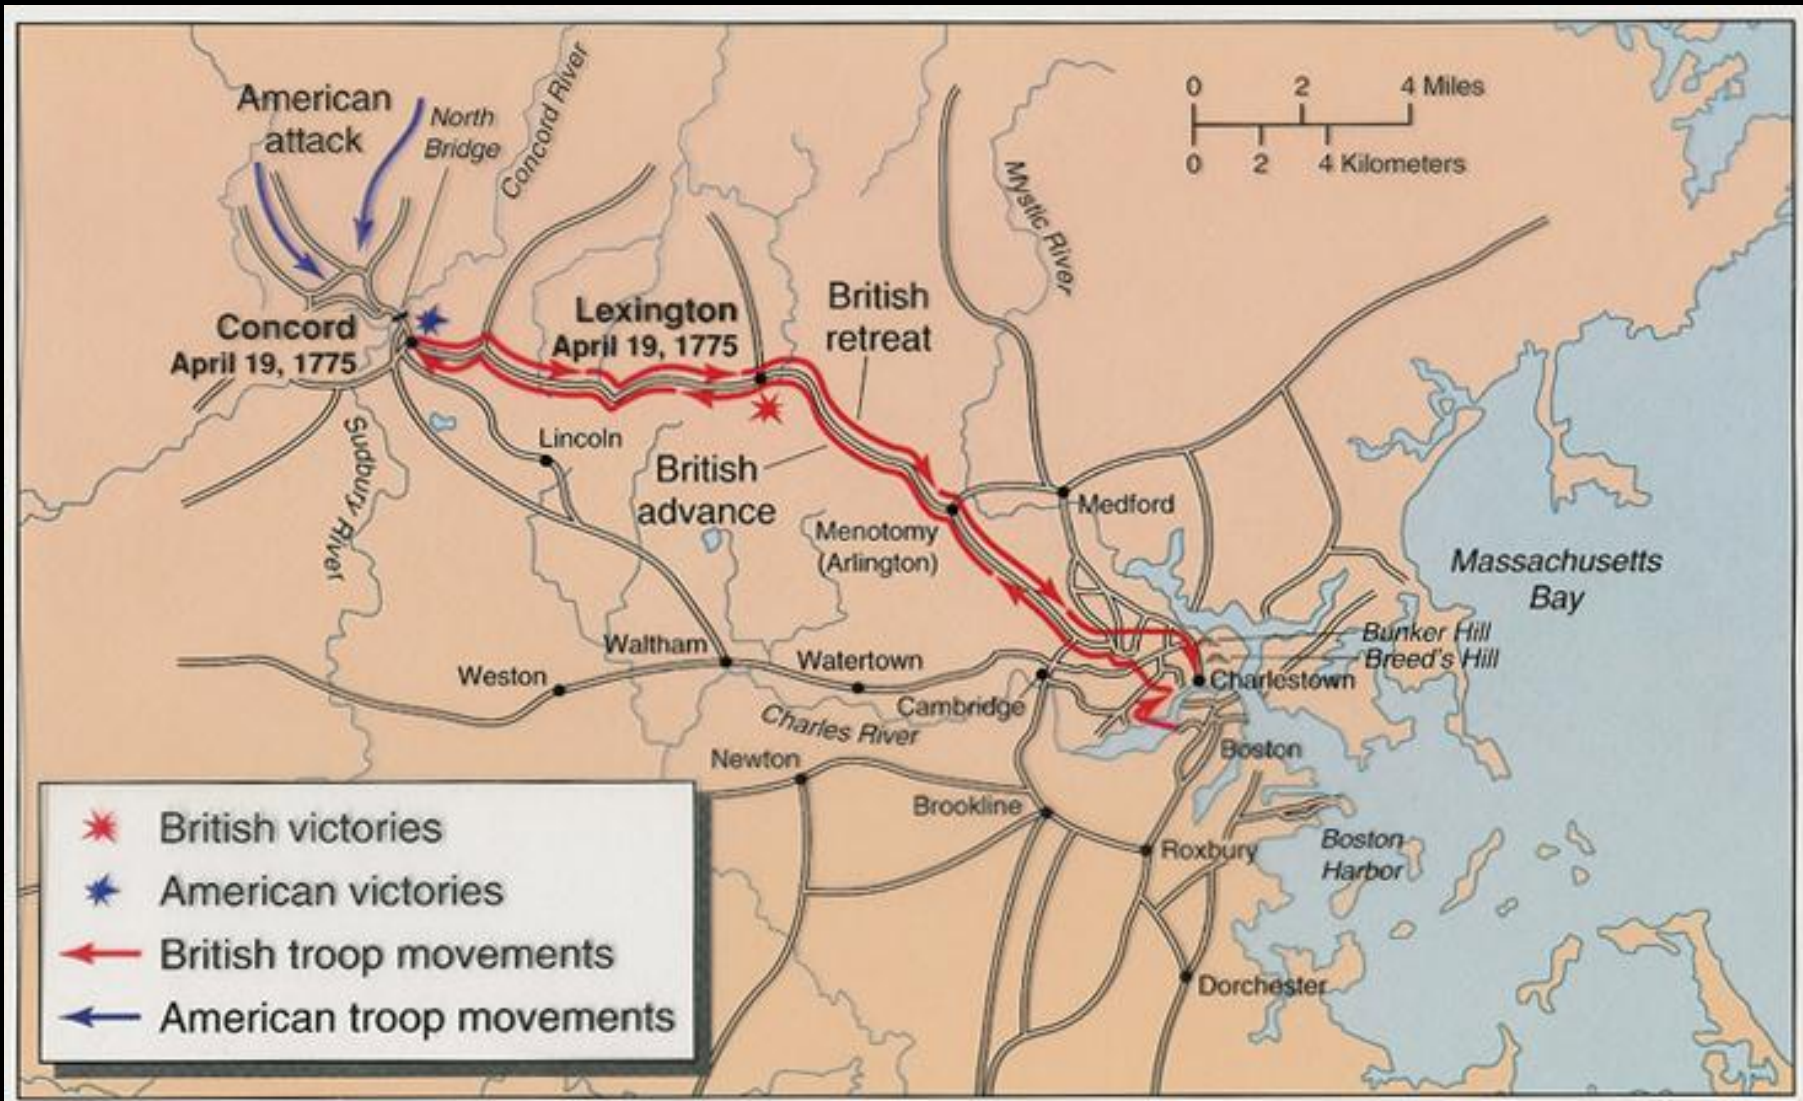 American
attack
North
Bridge
Concord River
0 2 4 Miles
0 2 4 Kilometers
Mystic River
Concord
April 19, 1775
Lexington
April 19, 1775
British
retreat
Lincoln
British
advance
Sudbury River
Medford
Menotomy
(Arlington)
Massachusetts
Bay
Bunker Hill
Breed's Hill
Waltham
Watertown
Weston
Charlestown
Cambridge
Charles River
Boston
Newton
Brookline
Roxbury
Boston
Harbor
Dorchester
British victories
American victories
British troop movements
American troop movements